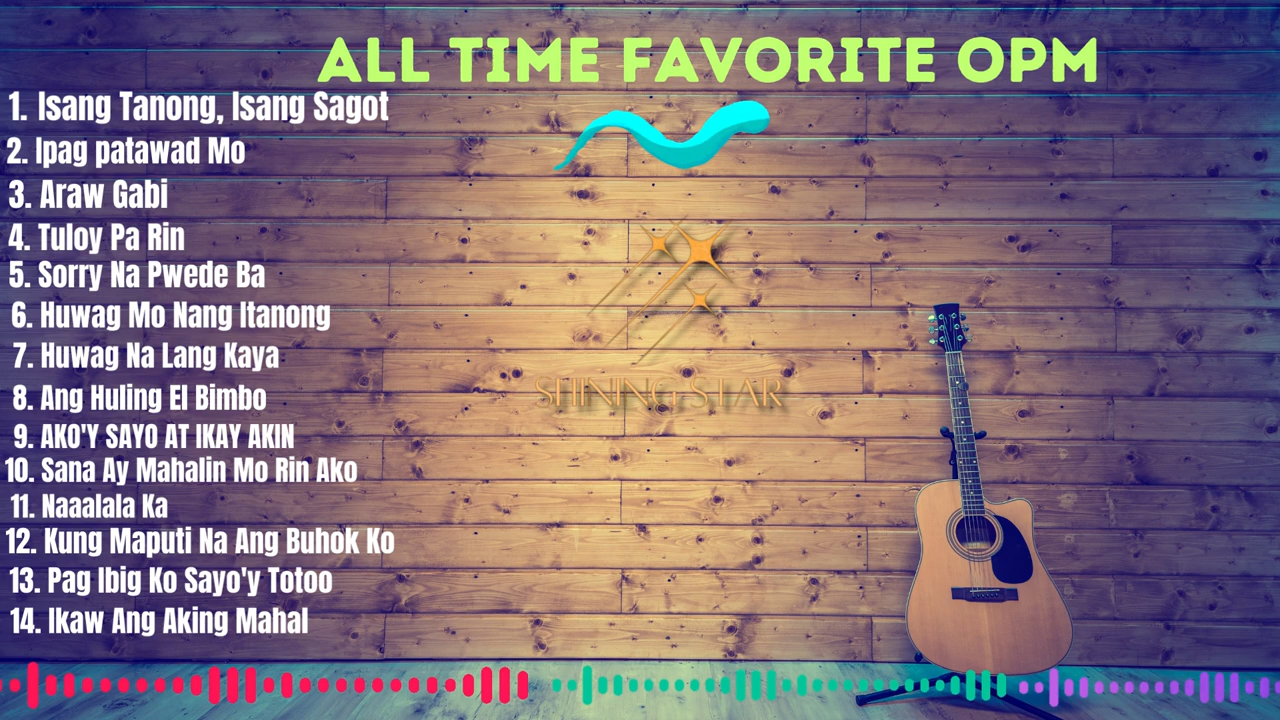 ALL TIME FAVORITE OPM
1. Isang Tanong, Isang Sagot
2. Ipag patawad Mo
3. Araw Gabi
4. Tuloy Pa Rin
5. Sorry Na Pwede Ba
6. Huwag Mo Nang Itanong
7. Huwag Na Lang Kaya
8. Ang Huling El Bimbo
9. AKO'Y SAYO AT IKAY AKIN
10. Sana Ay Mahalin Mo Rin Ako
11. Naaalala Ka
12. Kung Maputi Na Ang Buhok Ko
13. Pag Ibig Ko Sayo'y Totoo
14. Ikaw Ang Aking Mahal
SHINING STAR